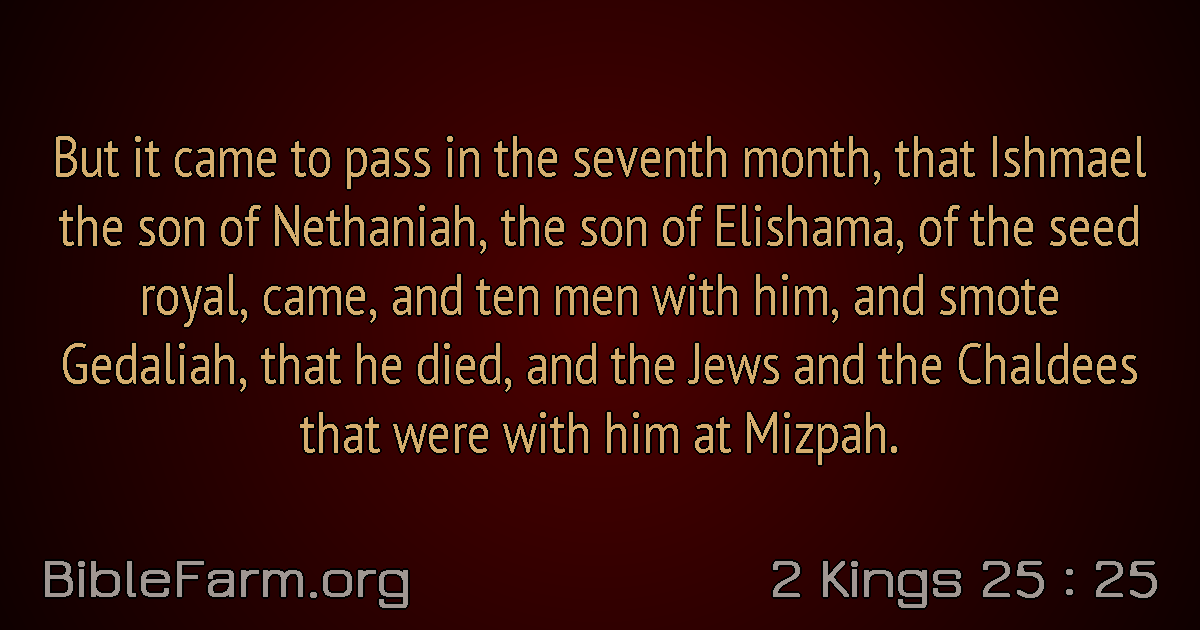 But it came to pass in the seventh month, that Ishmael
the son of Nethaniah, the son of Elishama, of the seed
royal, came, and ten men with him, and smote
Gedaliah, that he died, and the Jews and the Chaldees
that were with him at Mizpah.
BibleFarm.org
2 Kings 25 : 25